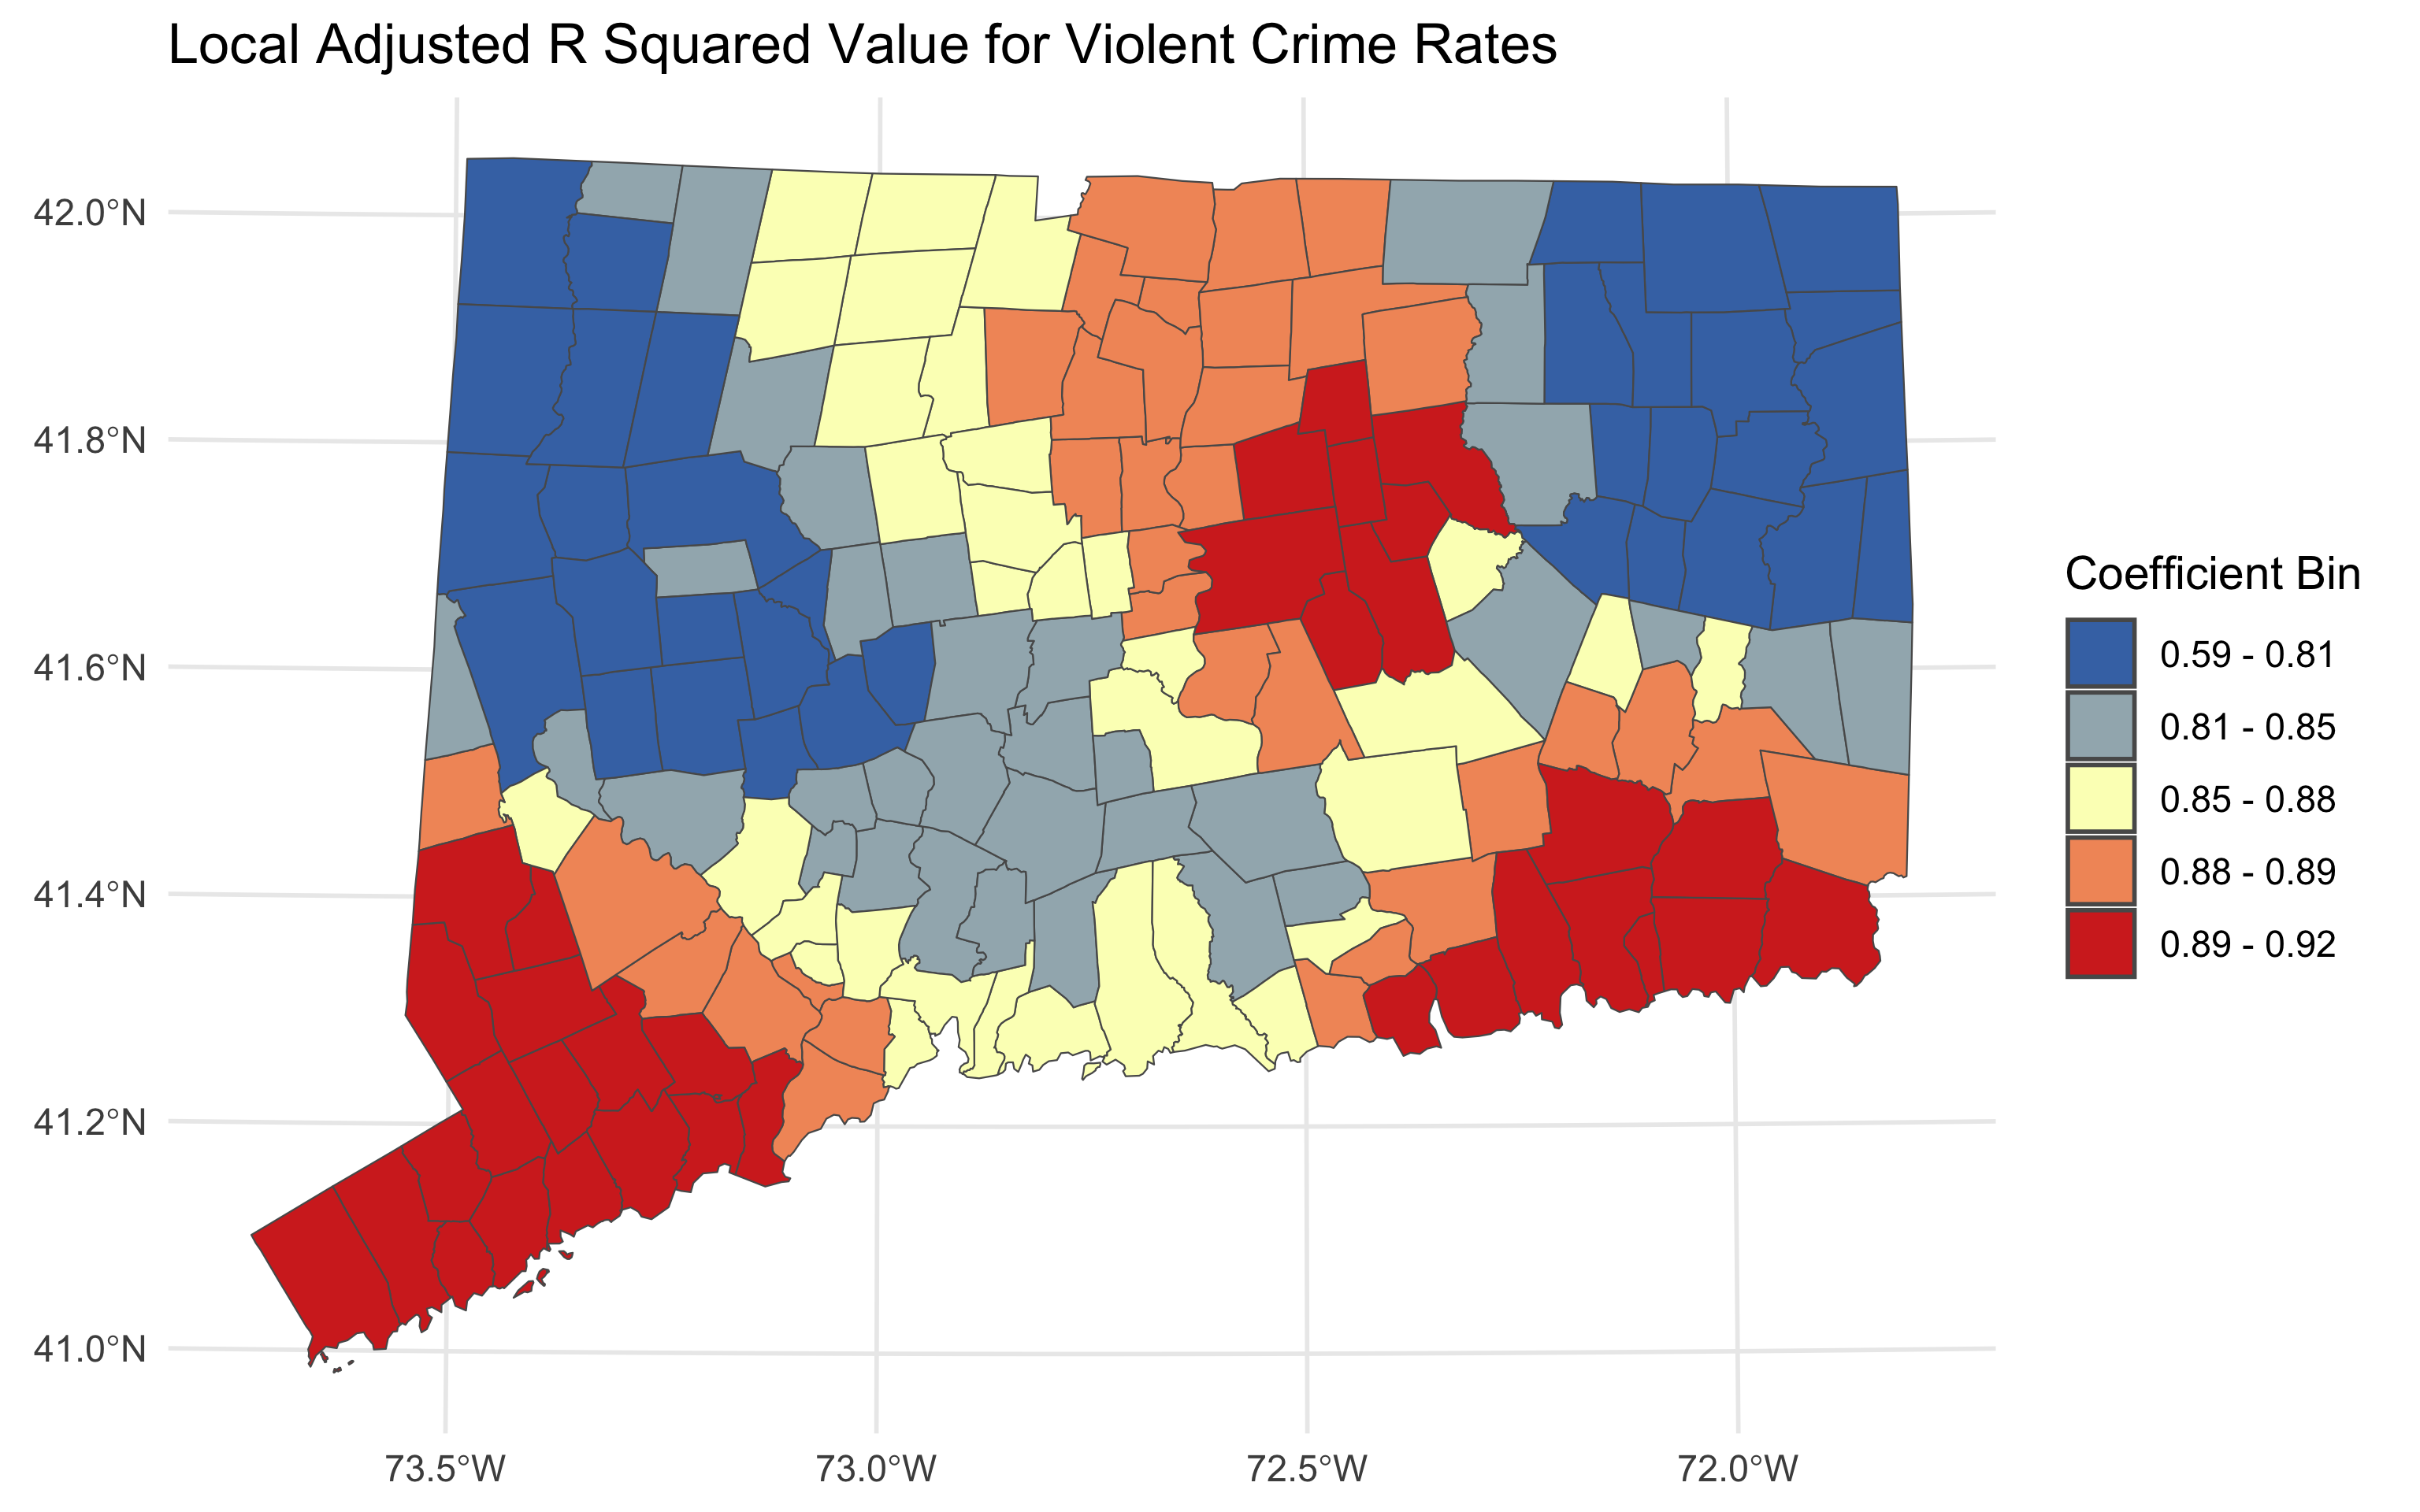 Local Adjusted R Squared Value for Violent Crime Rates
42.0°N
41.8°N
41.6°N
41.4°N
41.2°N
41.0°N
73.5°W
73.0°W
72.5°W
72.0°W
Coefficient Bin
0.59 - 0.81
0.81 - 0.85
0.85 - 0.88
0.88 - 0.89
0.89 - 0.92